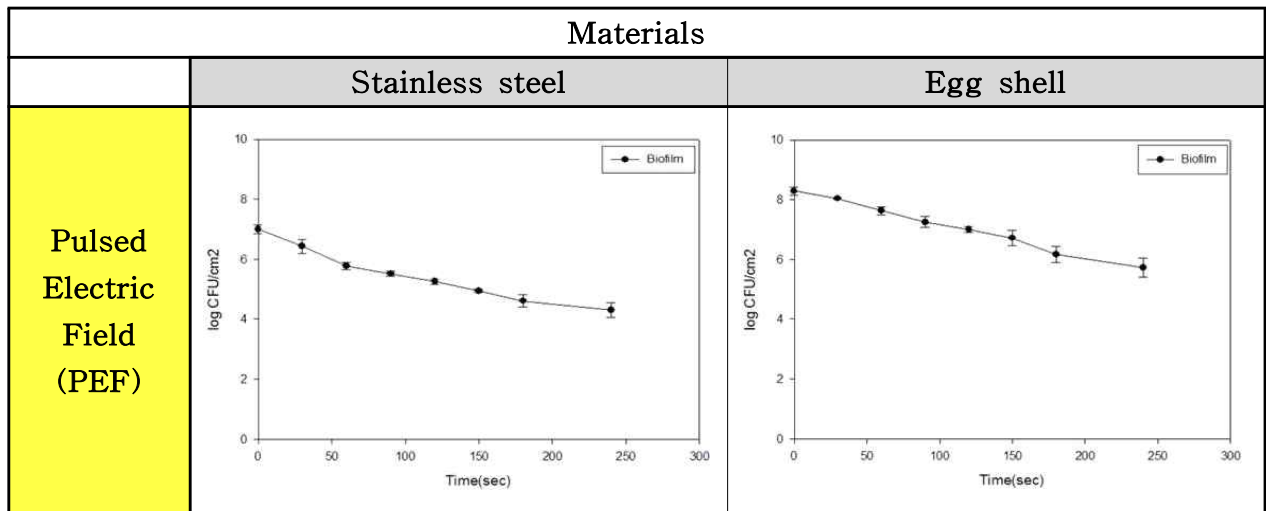 Materials
Stainless steel
Egg shell
Pulsed
Electric
Field
(PEF)
10
8
6
4
2
0
log CFU/cm2
Biofilm
0 50 100 150 200 250 300
Time(sec)
10
8
6
4
2
0
log CFU/cm2
Biofilm
0 50 100 150 200 250 300
Time(sec)